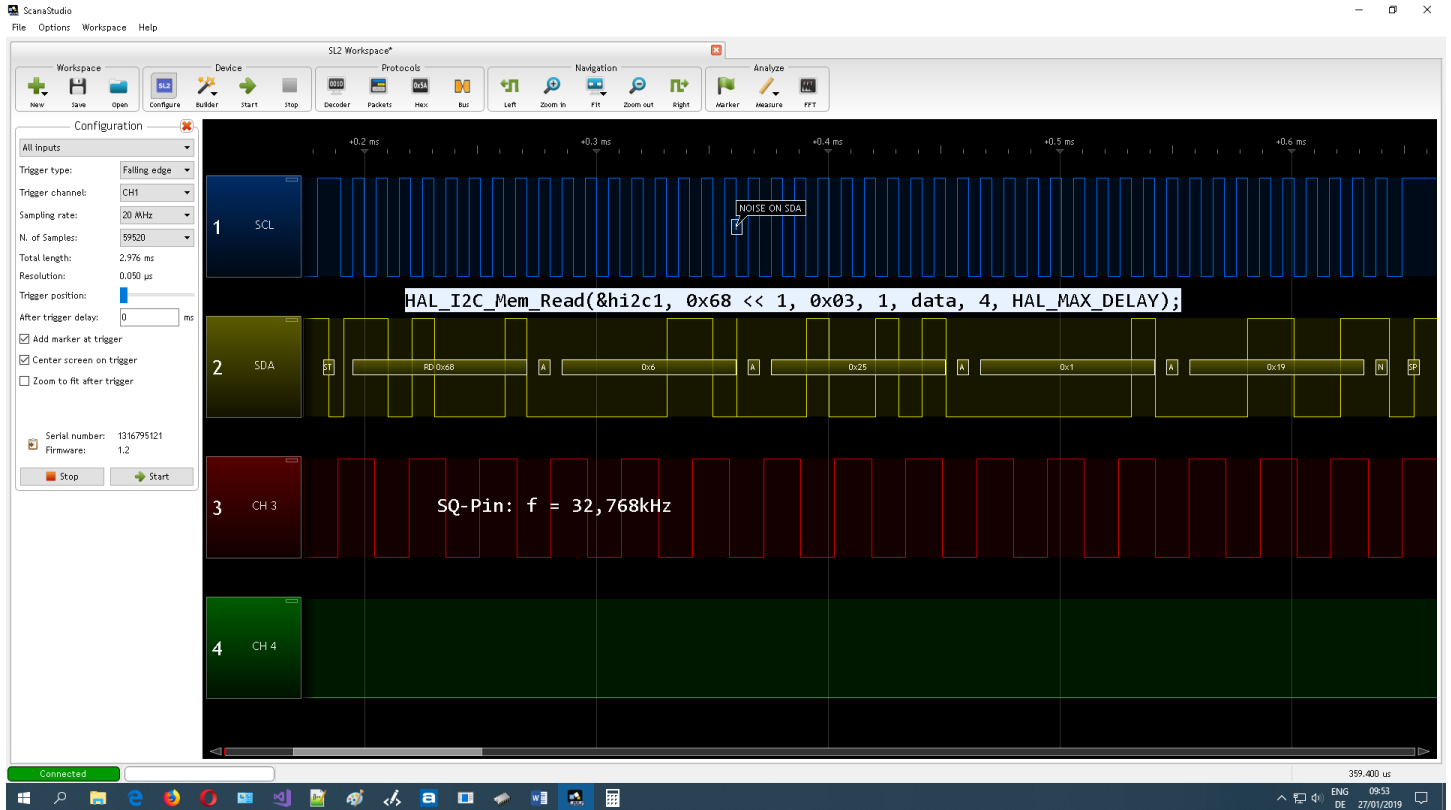 ScanaStudio
File Options Workspace Help
SL2 Workspace*
Workspace Device Protocols Navigation Analyze
SL2 0010 0x5A
New Save Open Configure Builder Start Stop Decoder Packets Hex Bus Left Zoom in Fit Zoom out Right Marker Measure FFT
Configuration
All inputs
Trigger type: Falling edge
Trigger channel: CH1
Sampling rate: 20 MHz
N. of Samples: 59520
Total length: 2.976 ms
Resolution: 0.050 µs
Trigger position:
After trigger delay: 0 ms
Add marker at trigger
Center screen on trigger
Zoom to fit after trigger
Serial number: 1316795121
Firmware: 1.2
Stop Start
+0.2 ms +0.3 ms +0.4 ms +0.5 ms +0.6 ms
1 SCL
NOISE ON SDA
HAL_I2C_Mem_Read(&hi2c1, 0x68 << 1, 0x03, 1, data, 4, HAL_MAX_DELAY);
2 SDA
ST RD 0x68 A 0x6 A 0x25 A 0x1 A 0x19 N SP
3 CH 3
SQ-Pin: f = 32,768kHz
4 CH 4
Connected
359.400 us
ENG 09:53
DE 27/01/2019